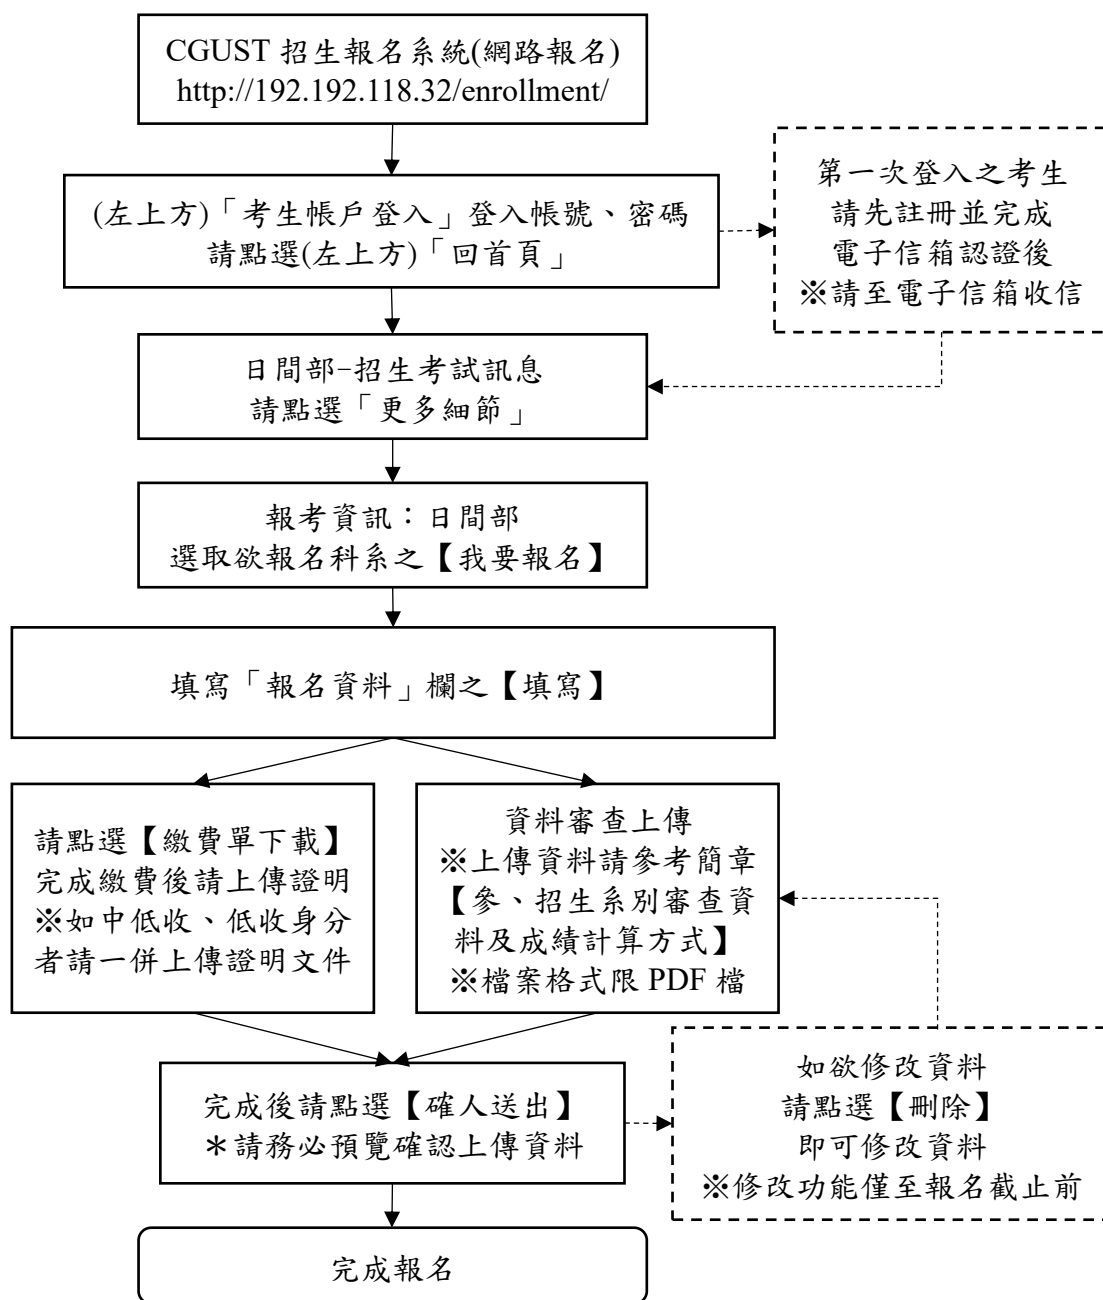 CGUST 招生報名系統(網路報名)
http://192.192.118.32/enrollment/
(左上方)「考生帳戶登入」登入帳號、密碼
請點選(左上方)「回首頁」
第一次登入之考生
請先註冊並完成
電子信箱認證後
※請至電子信箱收信
日間部-招生考試訊息
請點選「更多細節」
報考資訊：日間部
選取欲報名科系之【我要報名】
填寫「報名資料」欄之【填寫】
請點選【繳費單下載】
完成繳費後請上傳證明
※如中低收、低收身分
者請一併上傳證明文件
資料審查上傳
※上傳資料請參考簡章
【參、招生系別審查資
料及成績計算方式】
※檔案格式限 PDF 檔
完成後請點選【確人送出】
＊請務必預覽確認上傳資料
如欲修改資料
請點選【刪除】
即可修改資料
※修改功能僅至報名截止前
完成報名